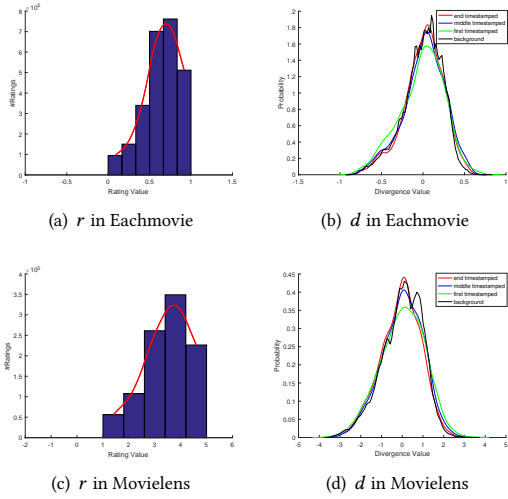 ×10^5
8
7
6
5
4
3
2
1
0
#Ratings
-1 -0.5 0 0.5 1 1.5
Rating Value
(a) r in Eachmovie
2
1.8
1.6
1.4
1.2
1
0.8
0.6
0.4
0.2
0
Probability
end timestamped
middle timestamped
first timestamped
background
-1.5 -1 -0.5 0 0.5 1
Divergence Value
(b) d in Eachmovie
×10^5
4
3.5
3
2.5
2
1.5
1
0.5
0
#Ratings
-2 -1 0 1 2 3 4 5 6
Rating Value
(c) r in Movielens
0.45
0.4
0.35
0.3
0.25
0.2
0.15
0.1
0.05
0
Probability
end timestamped
middle timestamped
first timestamped
background
-5 -4 -3 -2 -1 0 1 2 3 4 5
Divergence Value
(d) d in Movielens